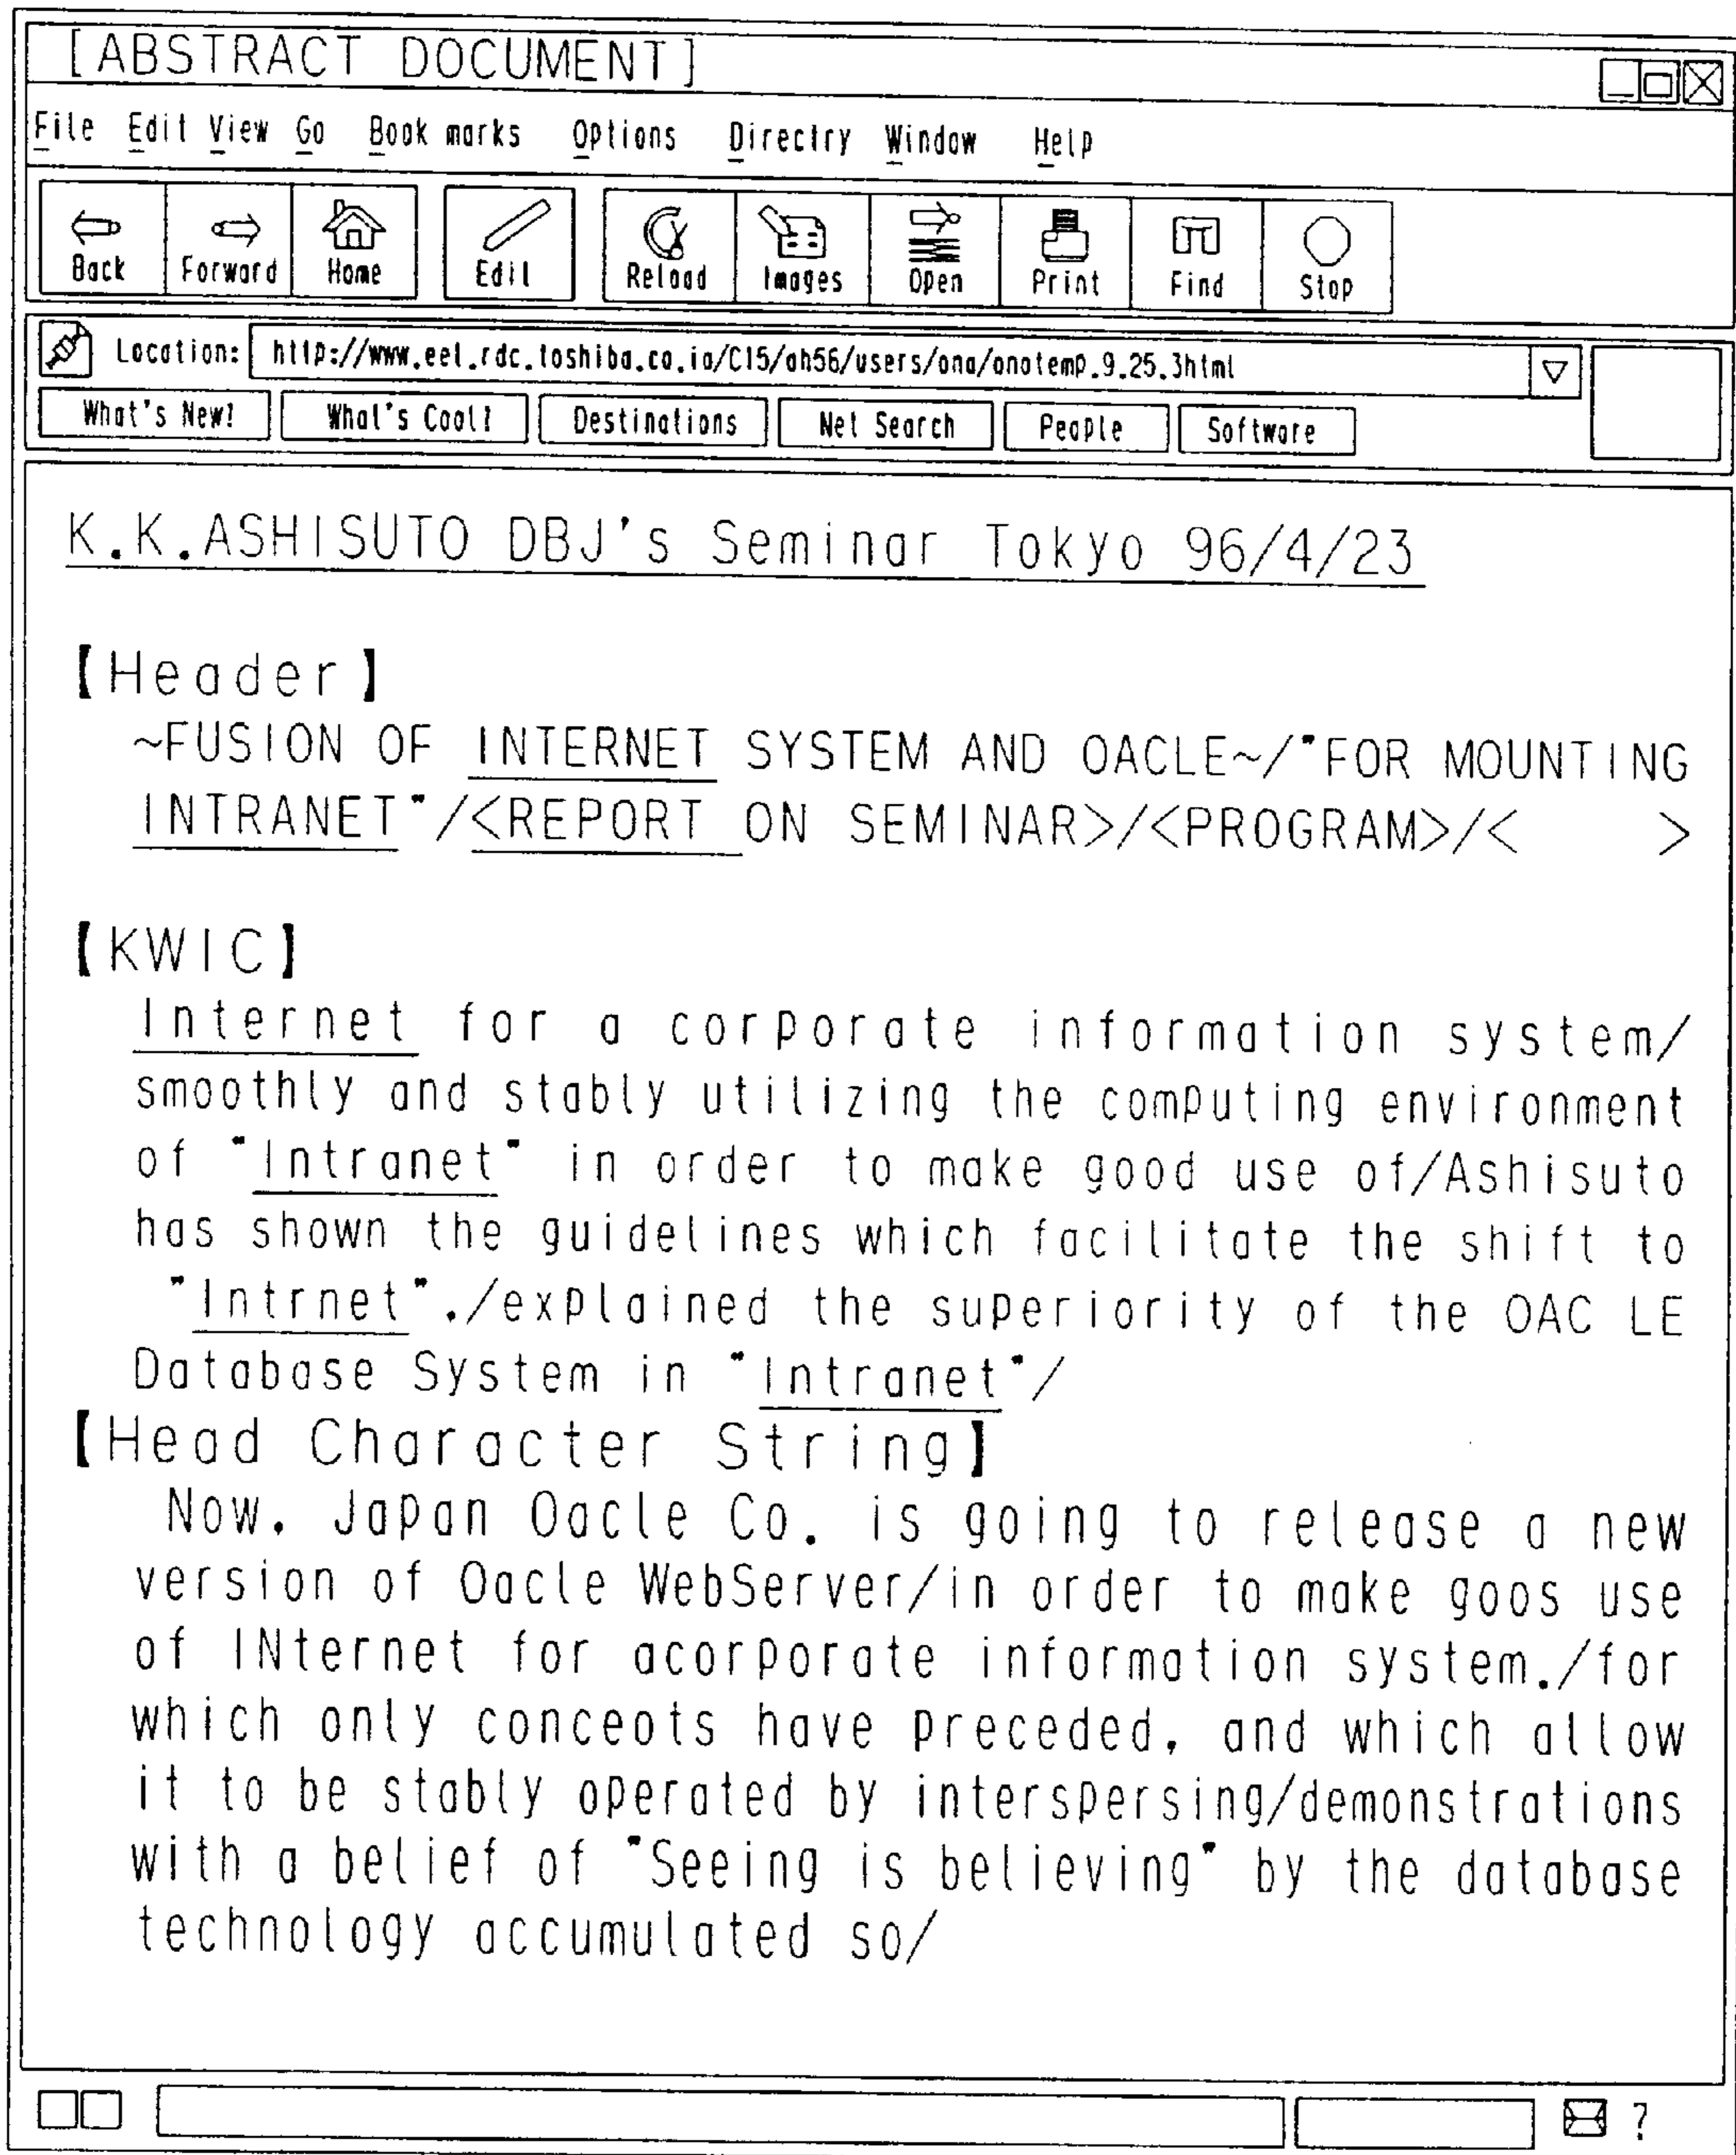 [ABSTRACT DOCUMENT]
File Edit View Go Book marks Options Directry Window Help
Back Forward Home Edit Reload Images Open Print Find Stop
Location: http://www.eel.rdc.toshiba.co.io/C15/ah56/users/ona/onotemp.9.25.3html
What's New! What's Cool? Destinations Net Search People Software
K.K.ASHISUTO DBJ's Seminar Tokyo 96/4/23
【Header】
~FUSION OF INTERNET SYSTEM AND OACLE~/"FOR MOUNTING
INTRANET"/<REPORT ON SEMINAR>/<PROGRAM>/< >
【KWIC】
Internet for a corporate information system/
smoothly and stably utilizing the computing environment
of "Intranet" in order to make good use of/Ashisuto
has shown the guidelines which facilitate the shift to
"Intrnet"./explained the superiority of the OAC LE
Database System in "Intranet"/
【Head Character String】
Now. Japan Oacle Co. is going to release a new
version of Oacle WebServer/in order to make goos use
of INternet for acorporate information system./for
which only conceots have preceded, and which allow
it to be stably operated by interspersing/demonstrations
with a belief of "Seeing is believing" by the database
technology accumulated so/
?